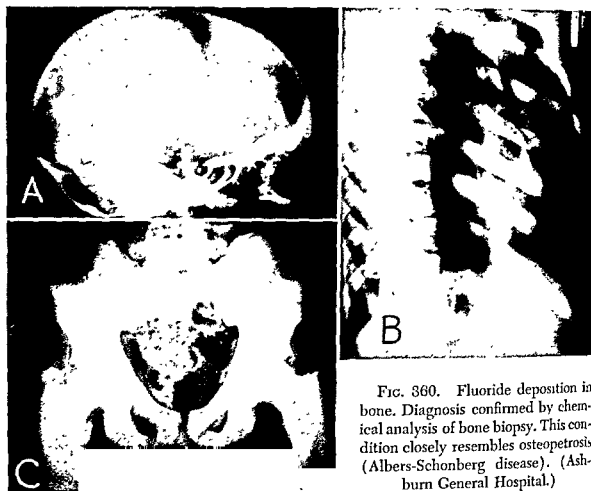 A
B
C
FIG. 360. Fluoride deposition in
bone. Diagnosis confirmed by chem-
ical analysis of bone biopsy. This con-
dition closely resembles osteopetrosis
(Albers-Schonberg disease). (Ash-
burn General Hospital.)